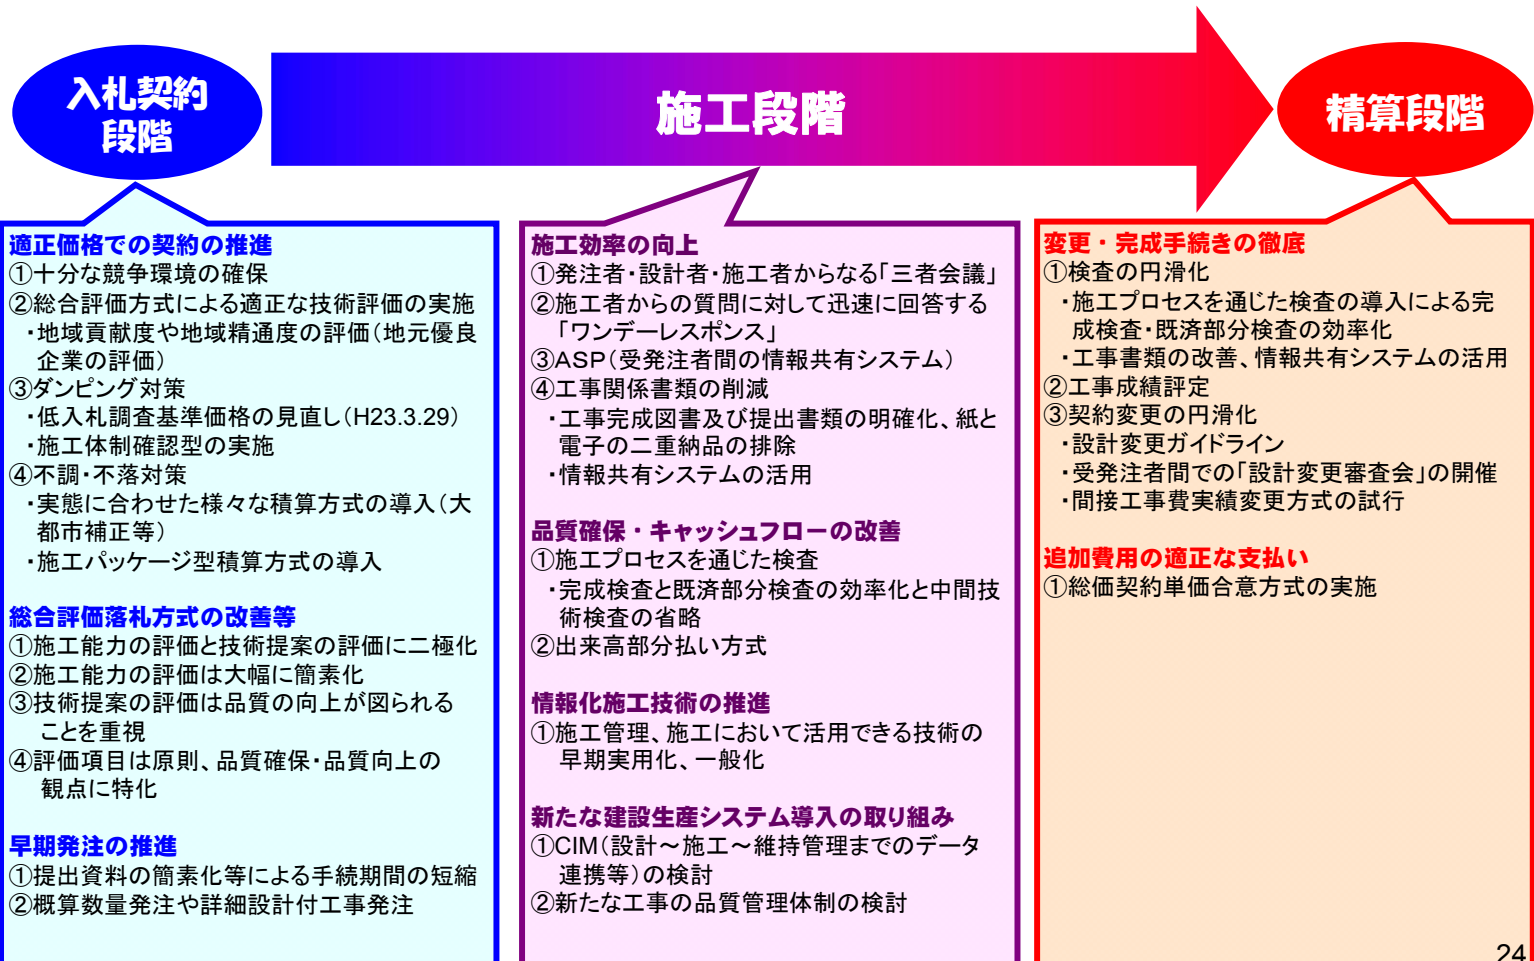 入札契約
段階
施工段階
精算段階
適正価格での契約の推進
①十分な競争環境の確保
②総合評価方式による適正な技術評価の実施
・地域貢献度や地域精通度の評価(地元優良
企業の評価)
③ダンピング対策
・低入札調査基準価格の見直し(H23.3.29)
・施工体制確認型の実施
④不調・不落対策
・実態に合わせた様々な積算方式の導入(大
都市補正等)
・施工パッケージ型積算方式の導入
総合評価落札方式の改善等
①施工能力の評価と技術提案の評価に二極化
②施工能力の評価は大幅に簡素化
③技術提案の評価は品質の向上が図られる
ことを重視
④評価項目は原則、品質確保・品質向上の
観点に特化
早期発注の推進
①提出資料の簡素化等による手続期間の短縮
②概算数量発注や詳細設計付工事発注
施工効率の向上
①発注者・設計者・施工者からなる「三者会議」
②施工者からの質問に対して迅速に回答する
「ワンデーレスポンス」
③ASP(受発注者間の情報共有システム)
④工事関係書類の削減
・工事完成図書及び提出書類の明確化、紙と
電子の二重納品の排除
・情報共有システムの活用
品質確保・キャッシュフローの改善
①施工プロセスを通じた検査
・完成検査と既済部分検査の効率化と中間技
術検査の省略
②出来高部分払い方式
情報化施工技術の推進
①施工管理、施工において活用できる技術の
早期実用化、一般化
新たな建設生産システム導入の取り組み
①CIM(設計～施工～維持管理までのデータ
連携等)の検討
②新たな工事の品質管理体制の検討
変更・完成手続きの徹底
①検査の円滑化
・施工プロセスを通じた検査の導入による完
成検査・既済部分検査の効率化
・工事書類の改善、情報共有システムの活用
②工事成績評定
③契約変更の円滑化
・設計変更ガイドライン
・受発注者間での「設計変更審査会」の開催
・間接工事費実績変更方式の試行
追加費用の適正な支払い
①総価契約単価合意方式の実施
24